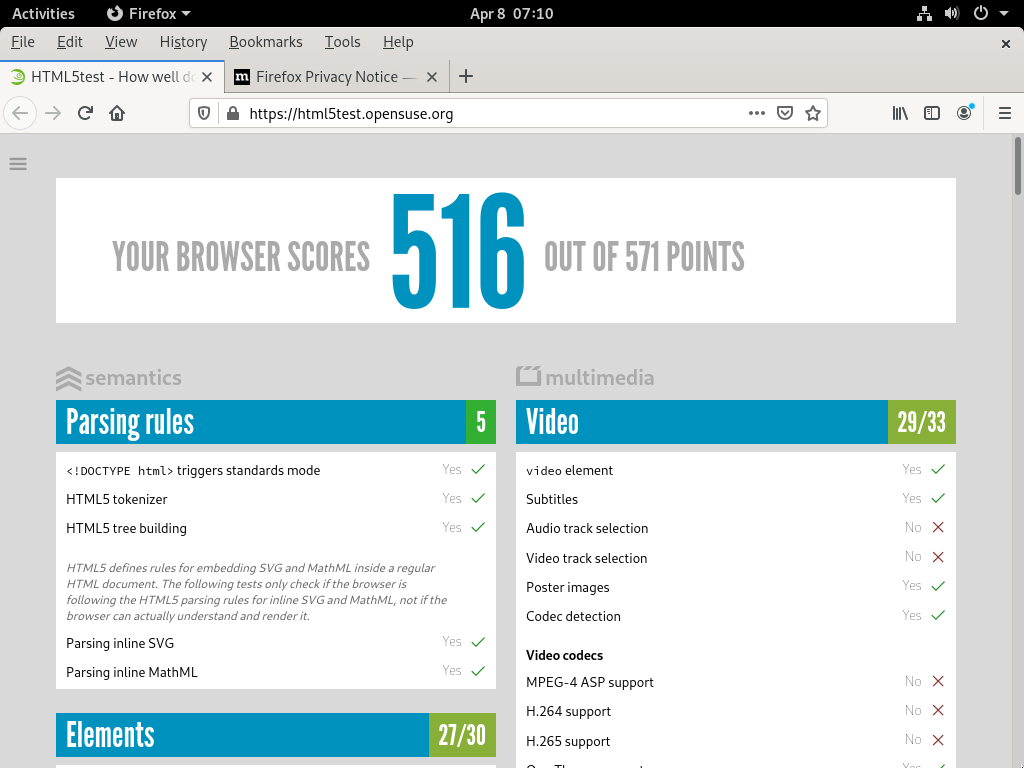 Activities Firefox Apr 8 07:10
File Edit View History Bookmarks Tools Help
HTML5test - How well
m Firefox Privacy Notice —
https://html5test.opensuse.org
YOUR BROWSER SCORES 516 OUT OF 571 POINTS
semantics
Parsing rules 5
<!DOCTYPE html> triggers standards mode Yes
HTML5 tokenizer Yes
HTML5 tree building Yes
HTML5 defines rules for embedding SVG and MathML inside a regular
HTML document. The following tests only check if the browser is
following the HTML5 parsing rules for inline SVG and MathML, not if the
browser can actually understand and render it.
Parsing inline SVG Yes
Parsing inline MathML Yes
Elements 27/30
multimedia
Video 29/33
video element Yes
Subtitles Yes
Audio track selection No
Video track selection No
Poster images Yes
Codec detection Yes
Video codecs
MPEG-4 ASP support No
H.264 support No
H.265 support No